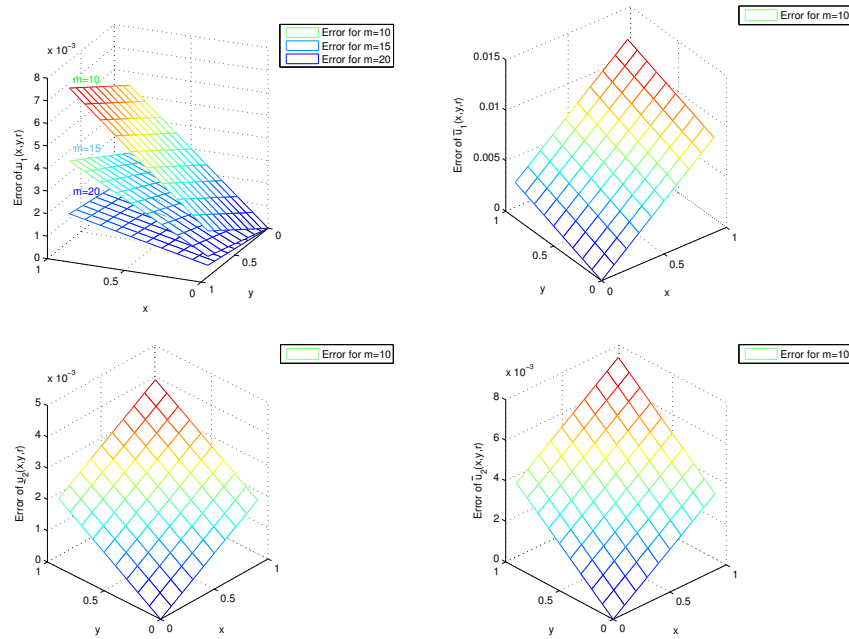 x 10⁻³
8
7
6
5
4
3
2
1
0
Error of u̲₁(x,y,r)
m=10
m=15
m=20
1
0.5
0
x
1
0.5
0
y
Error for m=10
Error for m=15
Error for m=20
0.015
0.01
0.005
0
Error of u̅₁(x,y,r)
1
0.5
0
y
0
0.5
1
x
Error for m=10
x 10⁻³
5
4
3
2
1
0
Error of u̲₂(x,y,r)
1
0.5
0
y
0
0.5
1
x
Error for m=10
x 10⁻³
8
6
4
2
0
Error of u̅₂(x,y,r)
1
0.5
0
y
0
0.5
1
x
Error for m=10